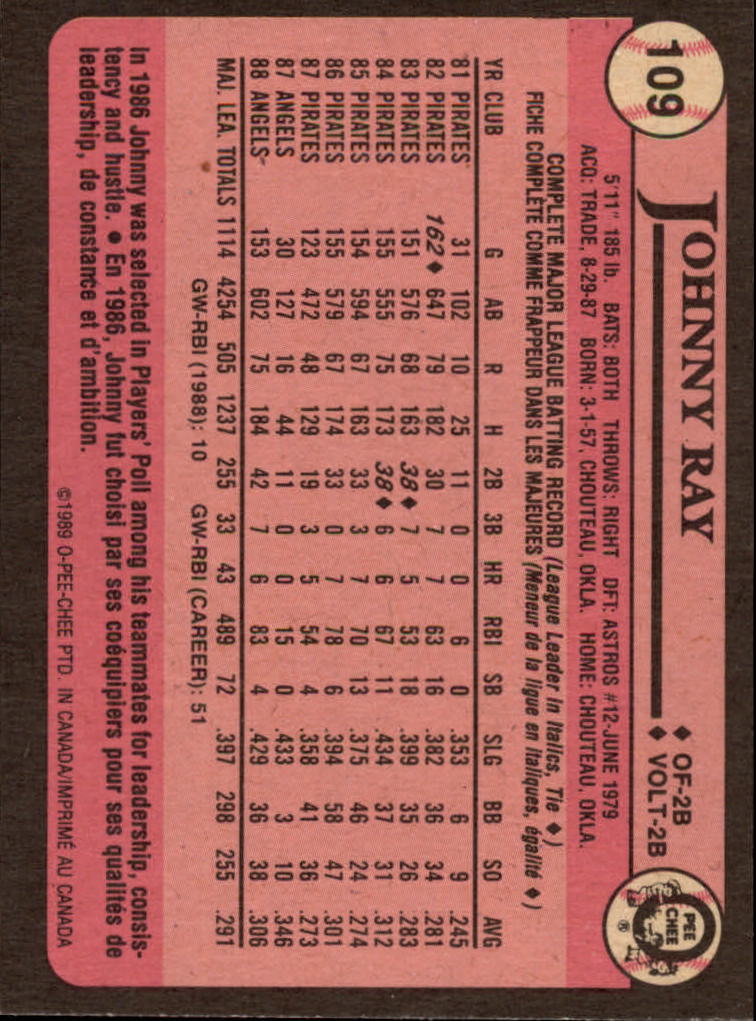 109
JOHNNY RAY
◆ OF-2B
◆ VOLT-2B
O PEE CHEE ®
5'11" 185 lb. BATS: BOTH THROWS: RIGHT DFT: ASTROS #12-JUNE 1979
ACQ: TRADE, 8-29-87 BORN: 3-1-57, CHOUTEAU, OKLA. HOME: CHOUTEAU, OKLA.
COMPLETE MAJOR LEAGUE BATTING RECORD (League Leader in Italics, Tie ◆)
FICHE COMPLÈTE COMME FRAPPEUR DANS LES MAJEURES (Meneur de la ligue en italiques, égalité ◆)
YR CLUB G AB R H 2B 3B HR RBI SB SLG BB SO AVG
81 PIRATES 31 102 10 25 11 0 0 6 0 .353 6 9 .245
82 PIRATES 162◆ 647 79 182 30 7 7 63 16 .382 36 34 .281
83 PIRATES 151 576 68 163 38◆ 7 5 53 18 .399 35 26 .283
84 PIRATES 155 555 75 173 38◆ 6 6 67 11 .434 37 31 .312
85 PIRATES 154 594 67 163 33 3 7 70 13 .375 46 24 .274
86 PIRATES 155 579 67 174 33 0 7 78 6 .394 58 47 .301
87 PIRATES 123 472 48 129 19 3 5 54 4 .358 41 36 .273
87 ANGELS 30 127 16 44 11 0 0 15 0 .433 3 10 .346
88 ANGELS 153 602 75 184 42 7 6 83 4 .429 36 38 .306
MAJ. LEA. TOTALS 1114 4254 505 1237 255 33 43 489 72 .397 298 255 .291
GW-RBI (1988): 10 GW-RBI (CAREER): 51
In 1986 Johnny was selected in Players' Poll among his teammates for leadership, consis-
tency and hustle. ● En 1986, Johnny fut choisi par ses coéquipiers pour ses qualités de
leadership, de constance et d'ambition.
©1989 O-PEE-CHEE PTD. IN CANADA/IMPRIMÉ AU CANADA